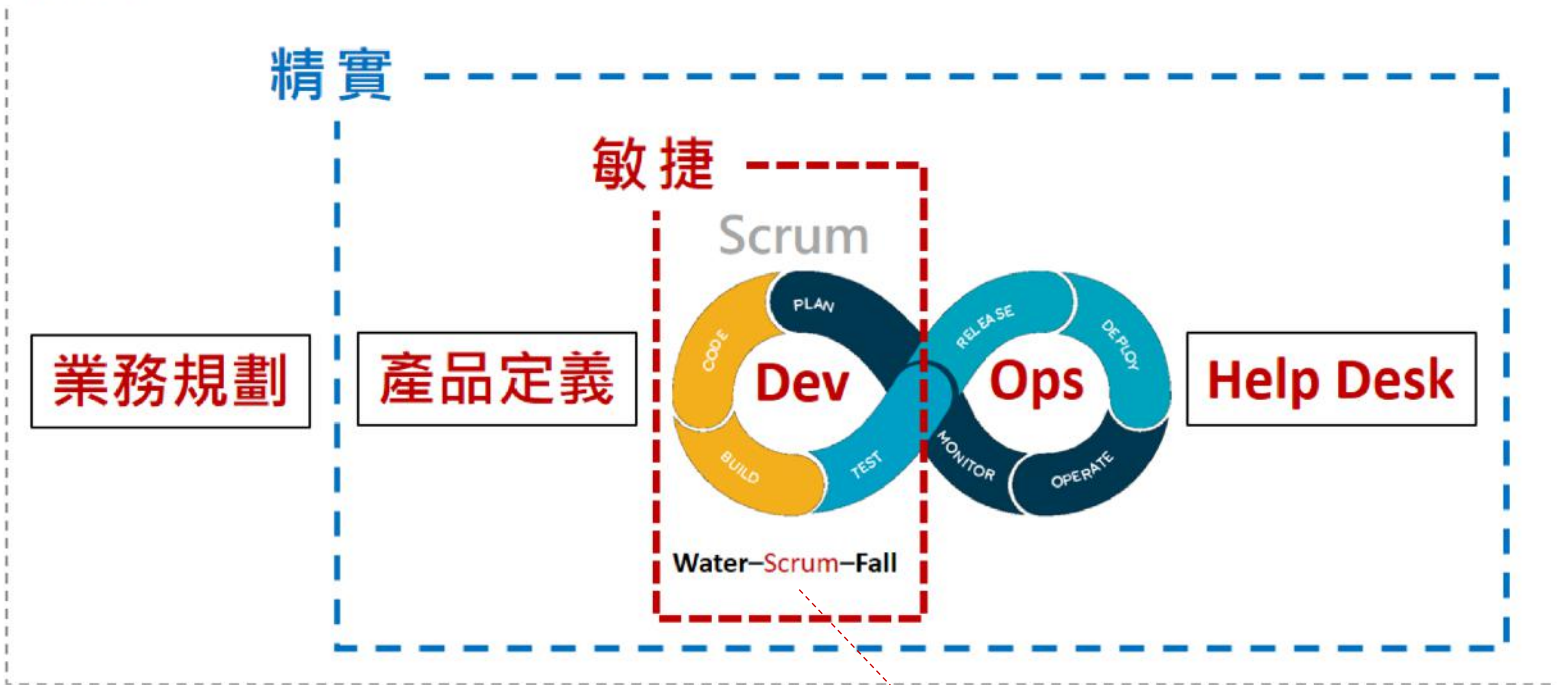 精實
敏捷
Scrum
業務規劃
產品定義
PLAN
CODE
BUILD
TEST
Dev
RELEASE
DEPLOY
OPERATE
MONITOR
Ops
Help Desk
Water–Scrum–Fall